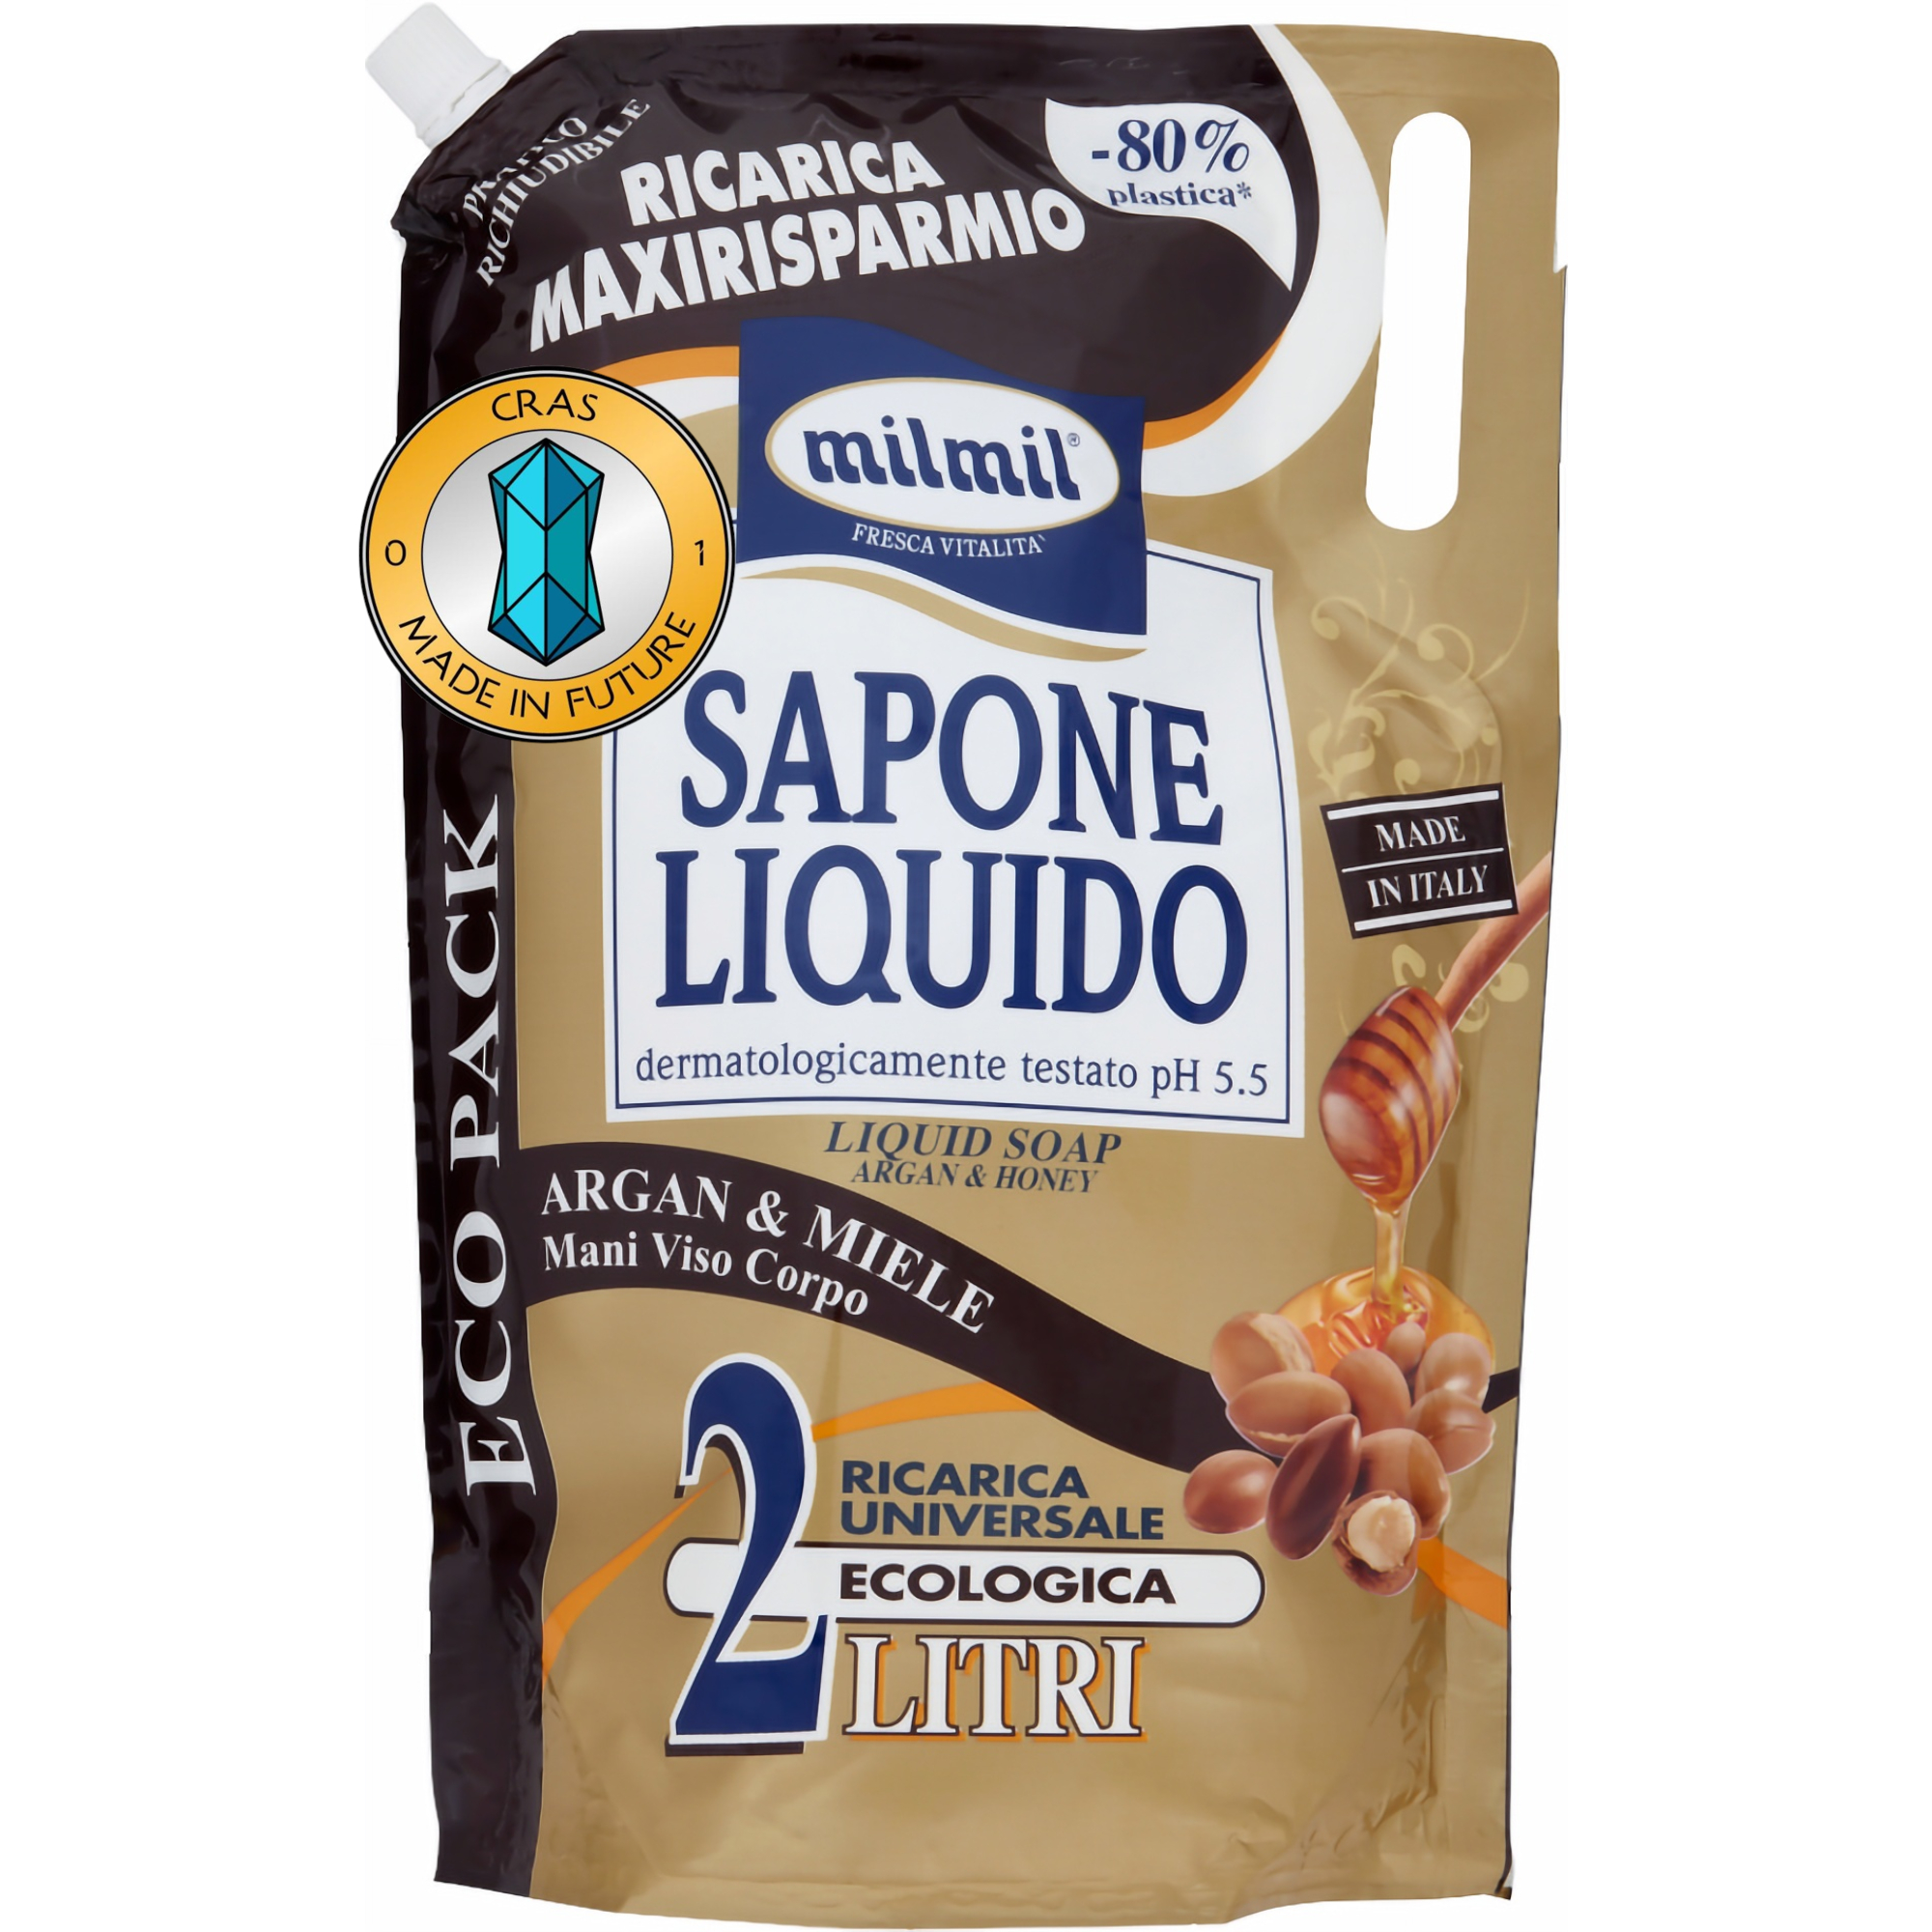 PRATICO
RICHIUDIBILE
RICARICA
MAXIRISPARMIO
-80%
plastica*
milmil®
FRESCA VITALITA`
CRAS
0 1
MADE IN FUTURE
SAPONE
LIQUIDO
dermatologicamente testato pH 5.5
MADE
IN ITALY
LIQUID SOAP
ARGAN & HONEY
ECO PACK
ARGAN & MIELE
Mani Viso Corpo
2
RICARICA
UNIVERSALE
ECOLOGICA
LITRI